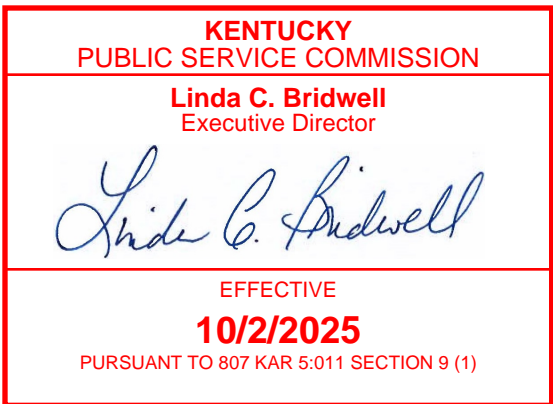 KENTUCKY
PUBLIC SERVICE COMMISSION
Linda C. Bridwell
Executive Director
Linda C. Bridwell
EFFECTIVE
10/2/2025
PURSUANT TO 807 KAR 5:011 SECTION 9 (1)